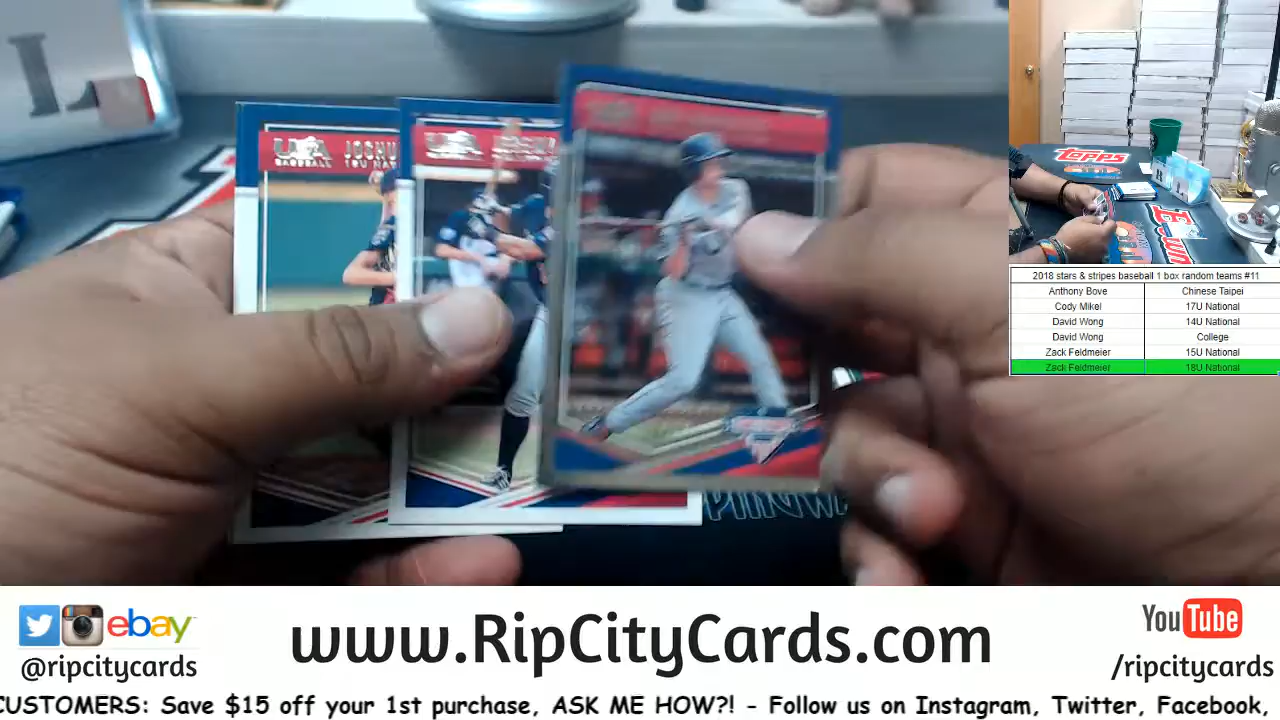 USA JOSHU
BASEBALL
USA
BASEBALL
topps
2018 stars & stripes baseball 1 box random teams #11
Anthony Bove Chinese Taipei
Cody Mikel 17U National
David Wong 14U National
David Wong College
Zack Feldmeier 15U National
Zack Feldmeier 18U National
ebay
@ripcitycards
www.RipCityCards.com
YouTube
/ripcitycards
CUSTOMERS: Save $15 off your 1st purchase, ASK ME HOW?! - Follow us on Instagram, Twitter, Facebook,